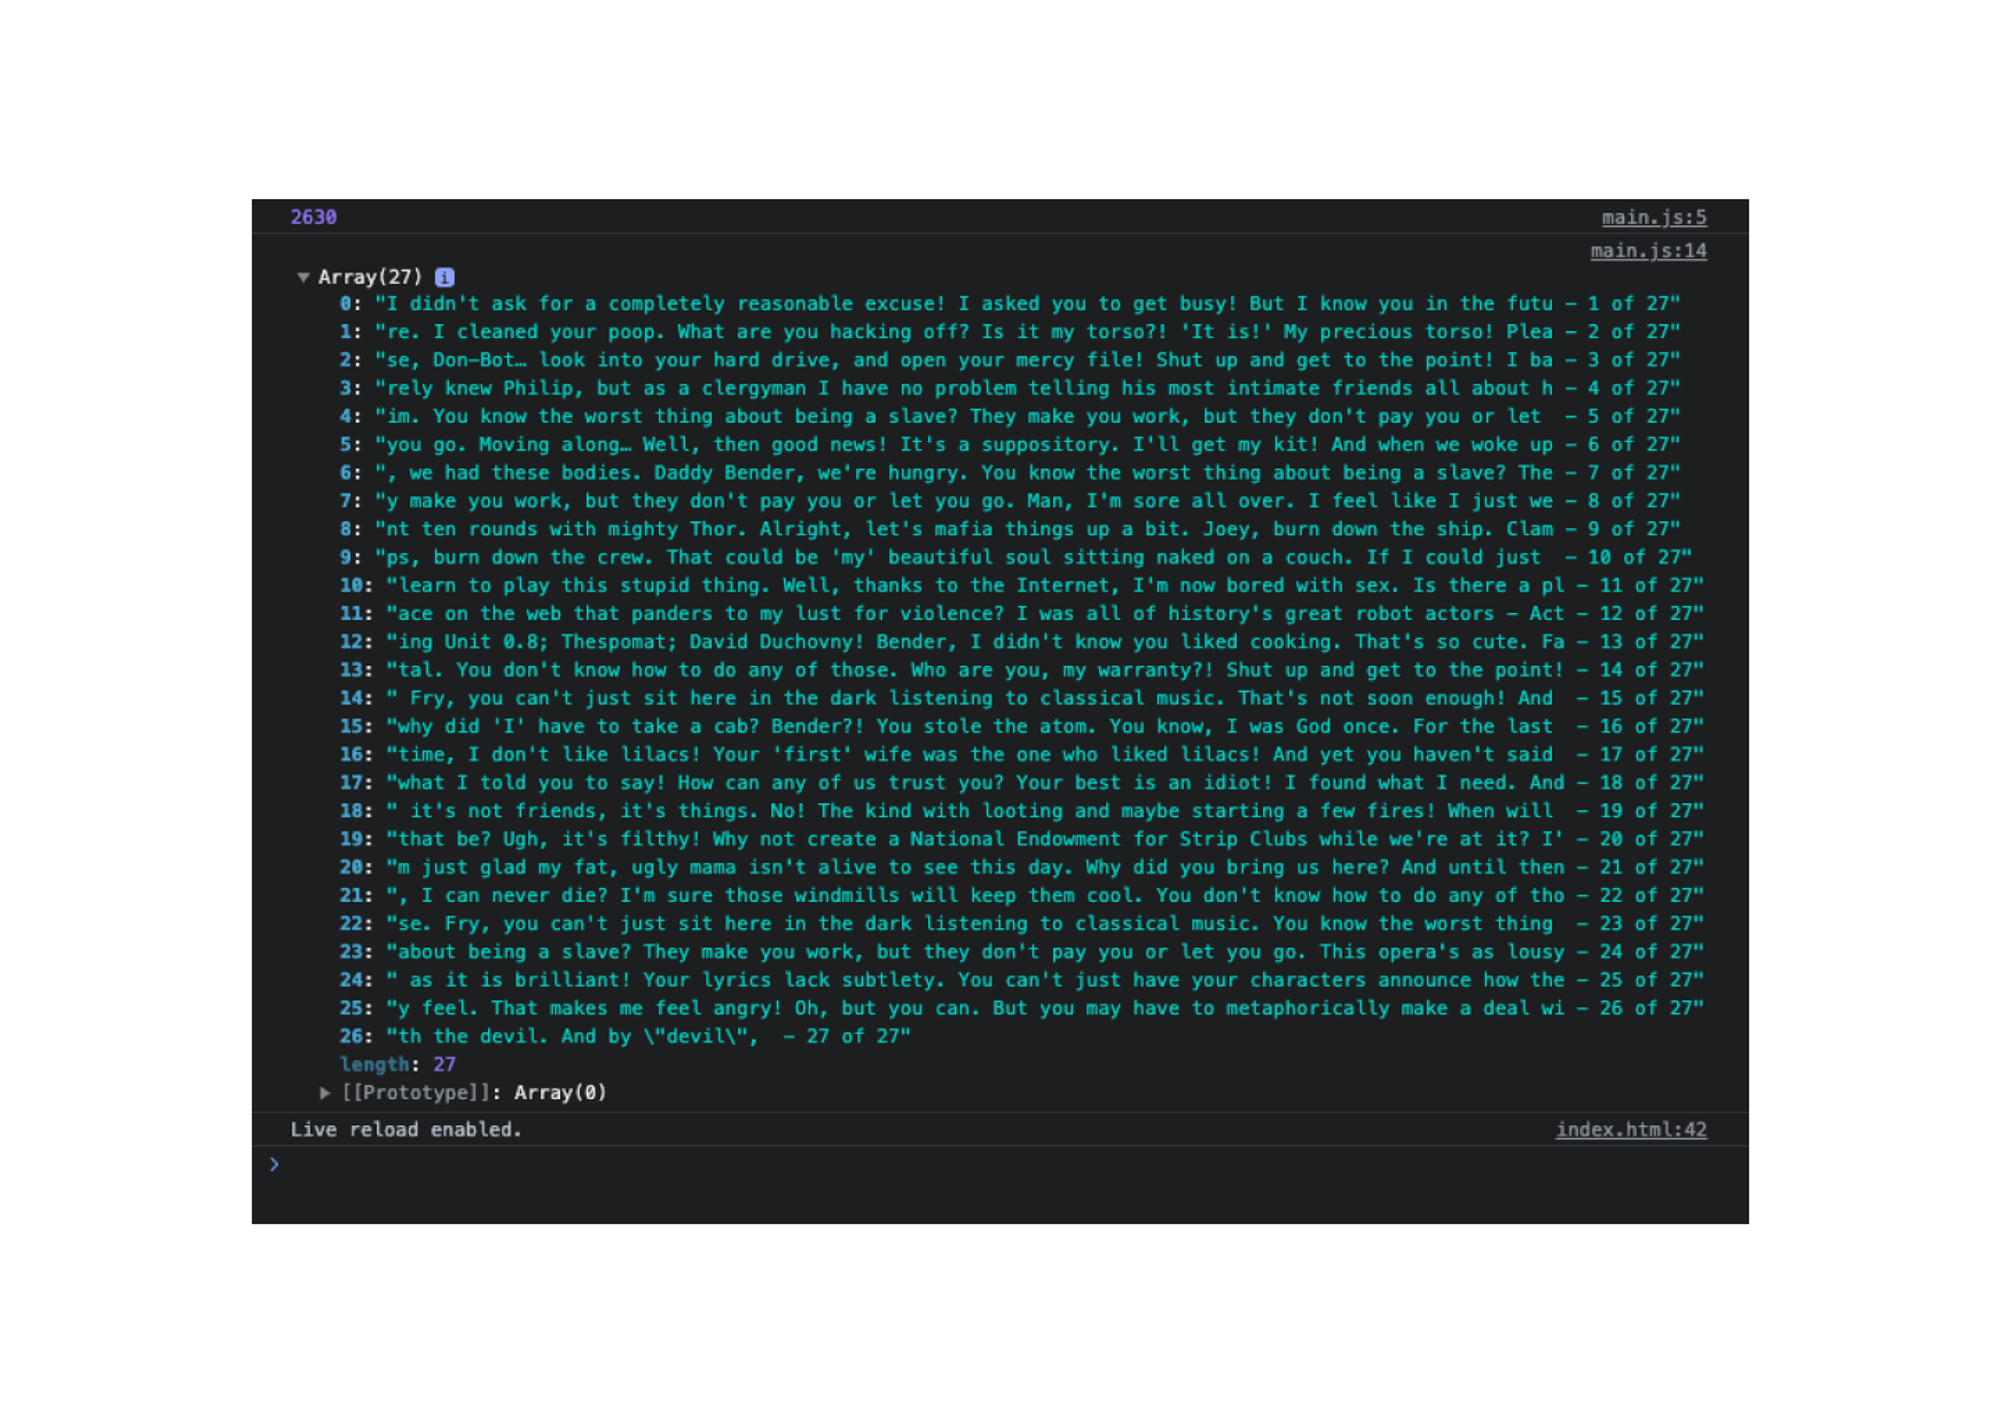 2630 main.js:5
main.js:14
▼ Array(27) i
0: "I didn't ask for a completely reasonable excuse! I asked you to get busy! But I know you in the futu – 1 of 27"
1: "re. I cleaned your poop. What are you hacking off? Is it my torso?! 'It is!' My precious torso! Plea – 2 of 27"
2: "se, Don-Bot… look into your hard drive, and open your mercy file! Shut up and get to the point! I ba – 3 of 27"
3: "rely knew Philip, but as a clergyman I have no problem telling his most intimate friends all about h – 4 of 27"
4: "im. You know the worst thing about being a slave? They make you work, but they don't pay you or let  – 5 of 27"
5: "you go. Moving along… Well, then good news! It's a suppository. I'll get my kit! And when we woke up – 6 of 27"
6: ", we had these bodies. Daddy Bender, we're hungry. You know the worst thing about being a slave? The – 7 of 27"
7: "y make you work, but they don't pay you or let you go. Man, I'm sore all over. I feel like I just we – 8 of 27"
8: "nt ten rounds with mighty Thor. Alright, let's mafia things up a bit. Joey, burn down the ship. Clam – 9 of 27"
9: "ps, burn down the crew. That could be 'my' beautiful soul sitting naked on a couch. If I could just  – 10 of 27"
10: "learn to play this stupid thing. Well, thanks to the Internet, I'm now bored with sex. Is there a pl – 11 of 27"
11: "ace on the web that panders to my lust for violence? I was all of history's great robot actors – Act – 12 of 27"
12: "ing Unit 0.8; Thespomat; David Duchovny! Bender, I didn't know you liked cooking. That's so cute. Fa – 13 of 27"
13: "tal. You don't know how to do any of those. Who are you, my warranty?! Shut up and get to the point! – 14 of 27"
14: " Fry, you can't just sit here in the dark listening to classical music. That's not soon enough! And  – 15 of 27"
15: "why did 'I' have to take a cab? Bender?! You stole the atom. You know, I was God once. For the last  – 16 of 27"
16: "time, I don't like lilacs! Your 'first' wife was the one who liked lilacs! And yet you haven't said  – 17 of 27"
17: "what I told you to say! How can any of us trust you? Your best is an idiot! I found what I need. And – 18 of 27"
18: " it's not friends, it's things. No! The kind with looting and maybe starting a few fires! When will  – 19 of 27"
19: "that be? Ugh, it's filthy! Why not create a National Endowment for Strip Clubs while we're at it? I' – 20 of 27"
20: "m just glad my fat, ugly mama isn't alive to see this day. Why did you bring us here? And until then – 21 of 27"
21: ", I can never die? I'm sure those windmills will keep them cool. You don't know how to do any of tho – 22 of 27"
22: "se. Fry, you can't just sit here in the dark listening to classical music. You know the worst thing  – 23 of 27"
23: "about being a slave? They make you work, but they don't pay you or let you go. This opera's as lousy – 24 of 27"
24: " as it is brilliant! Your lyrics lack subtlety. You can't just have your characters announce how the – 25 of 27"
25: "y feel. That makes me feel angry! Oh, but you can. But you may have to metaphorically make a deal wi – 26 of 27"
26: "th the devil. And by \"devil\",  – 27 of 27"
length: 27
▶ [[Prototype]]: Array(0)
Live reload enabled. index.html:42